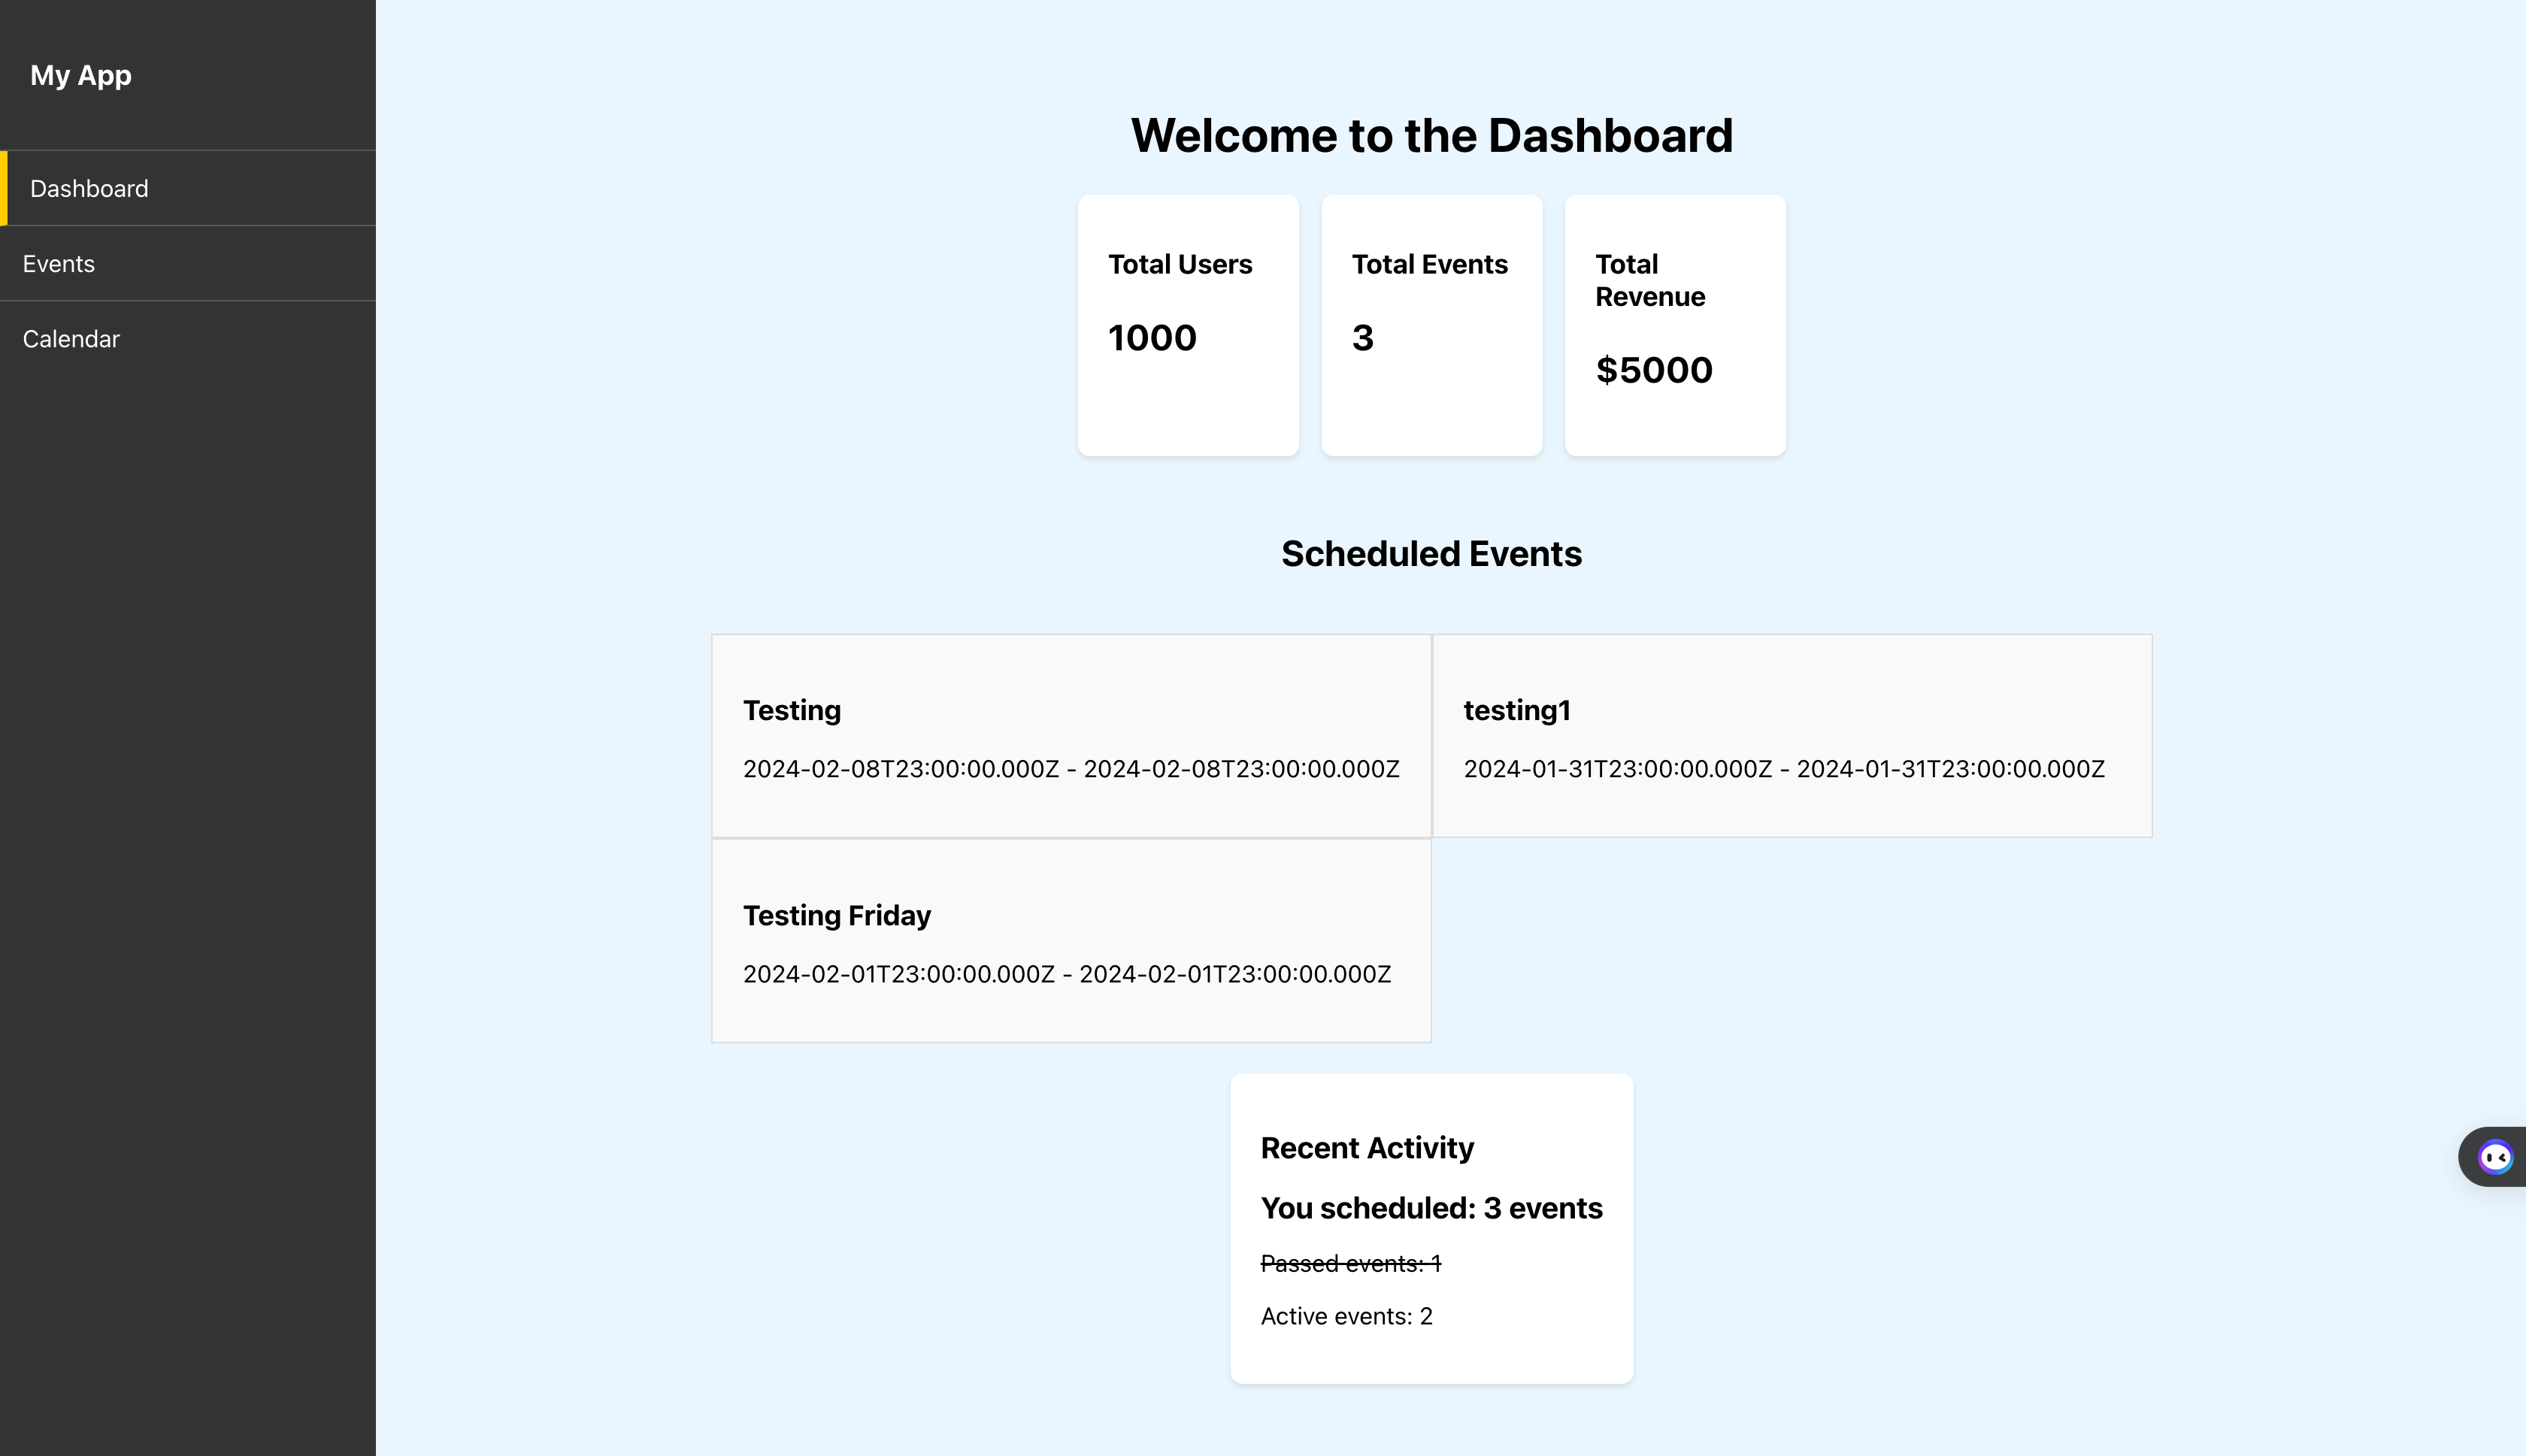 My App
Dashboard
Events
Calendar
Welcome to the Dashboard
Total Users
1000
Total Events
3
Total
Revenue
$5000
Scheduled Events
Testing
2024-02-08T23:00:00.000Z - 2024-02-08T23:00:00.000Z
testing1
2024-01-31T23:00:00.000Z - 2024-01-31T23:00:00.000Z
Testing Friday
2024-02-01T23:00:00.000Z - 2024-02-01T23:00:00.000Z
Recent Activity
You scheduled: 3 events
Passed events: 1
Active events: 2